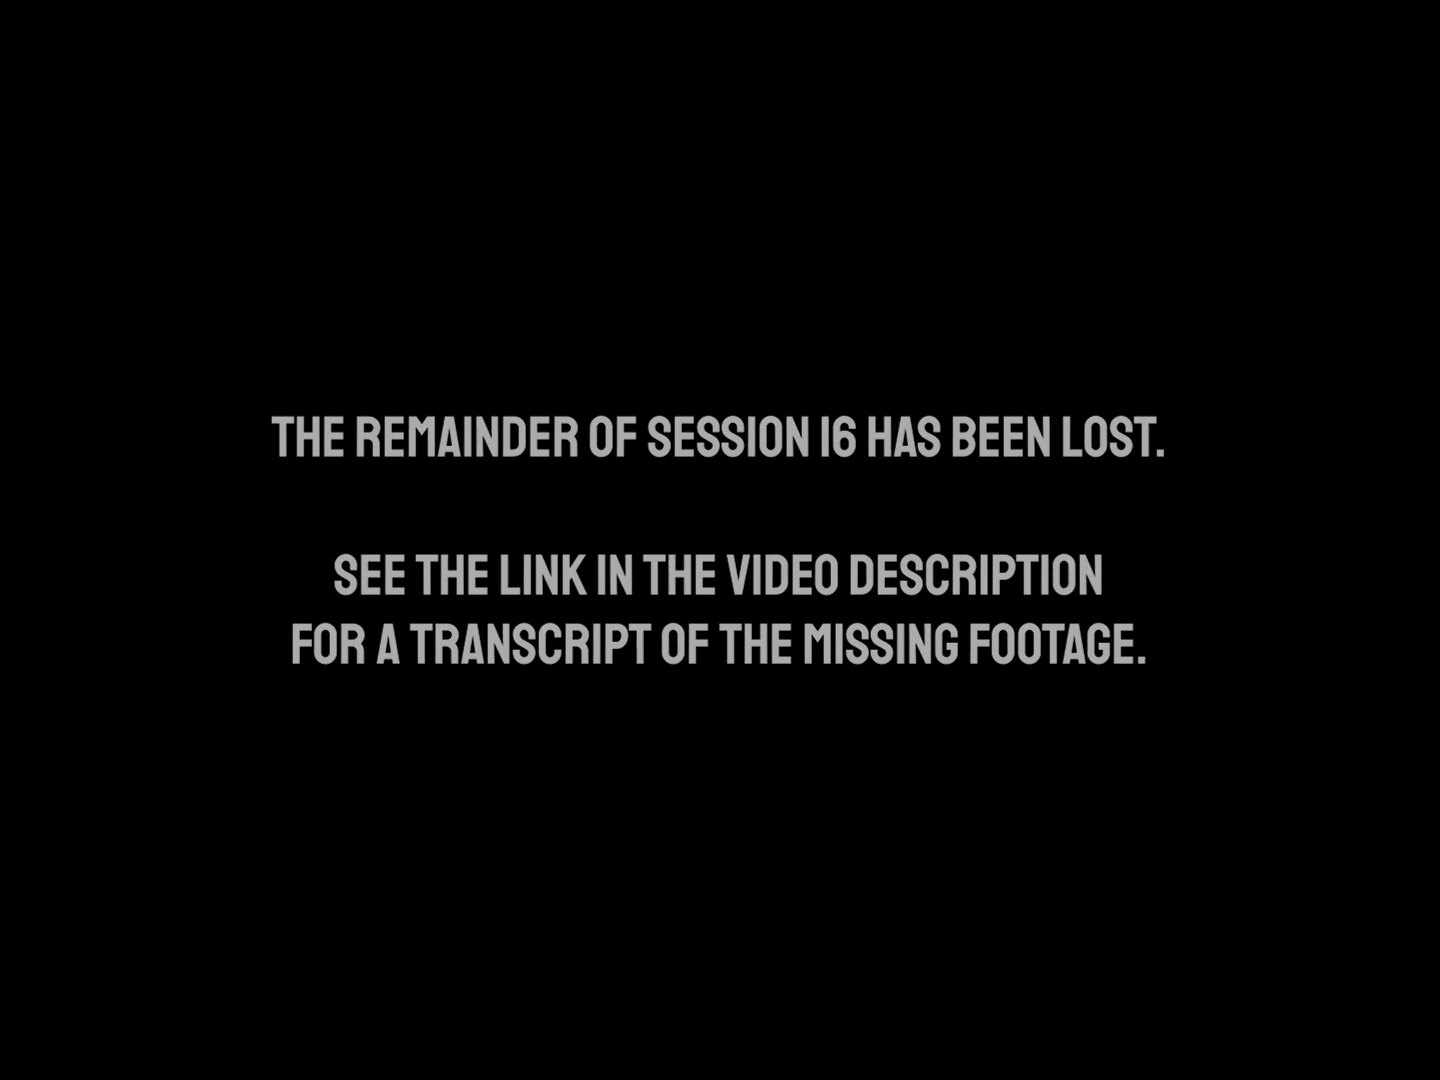 THE REMAINDER OF SESSION 16 HAS BEEN LOST.
SEE THE LINK IN THE VIDEO DESCRIPTION
FOR A TRANSCRIPT OF THE MISSING FOOTAGE.